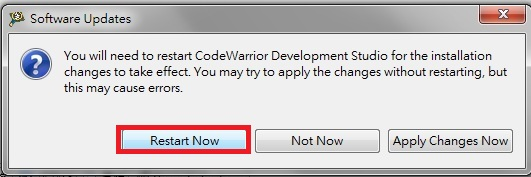 Software Updates
You will need to restart CodeWarrior Development Studio for the installation
changes to take effect. You may try to apply the changes without restarting, but
this may cause errors.
Restart Now
Not Now
Apply Changes Now